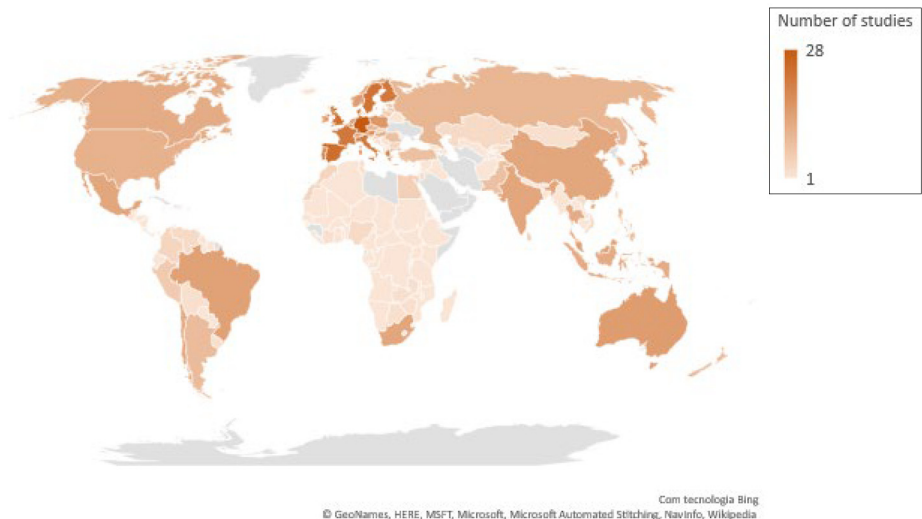 Number of studies
28
1
Com tecnologia Bing
© GeoNames, HERE, MSFT, Microsoft, Microsoft Automated Stitching, Navinfo, Wikipedia